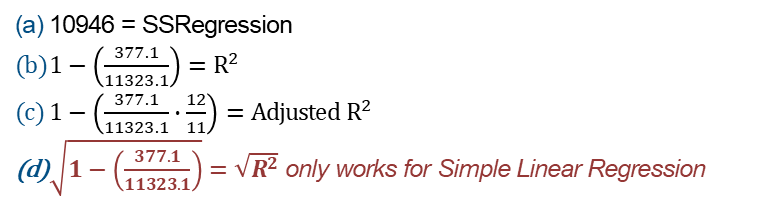 (a) 10946 = SSRegression
(b) 1 − (377.1/11323.1) = R²
(c) 1 − (377.1/11323.1 · 12/11) = Adjusted R²
(d) √(1 − (377.1/11323.1)) = √R² only works for Simple Linear Regression